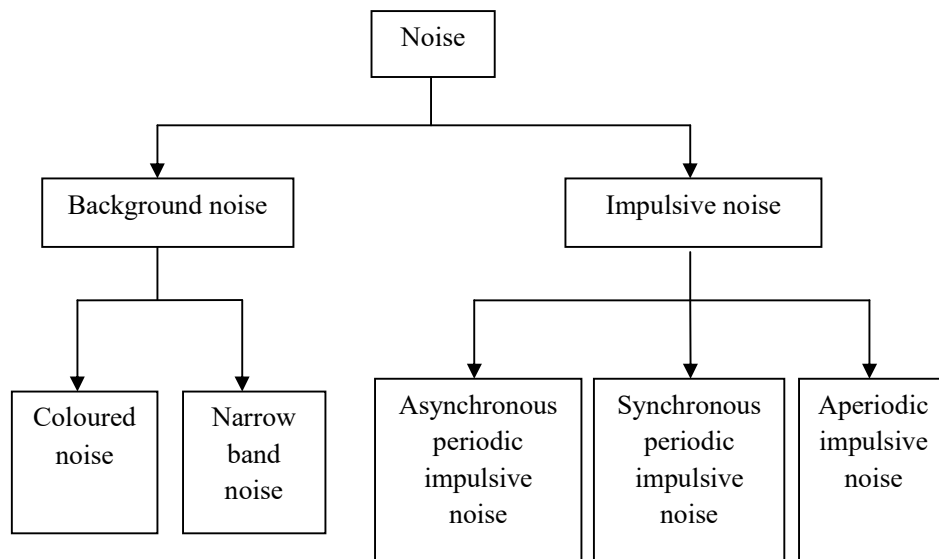 Noise
Background noise
Impulsive noise
Coloured
noise
Narrow
band
noise
Asynchronous
periodic
impulsive
noise
Synchronous
periodic
impulsive
noise
Aperiodic
impulsive
noise